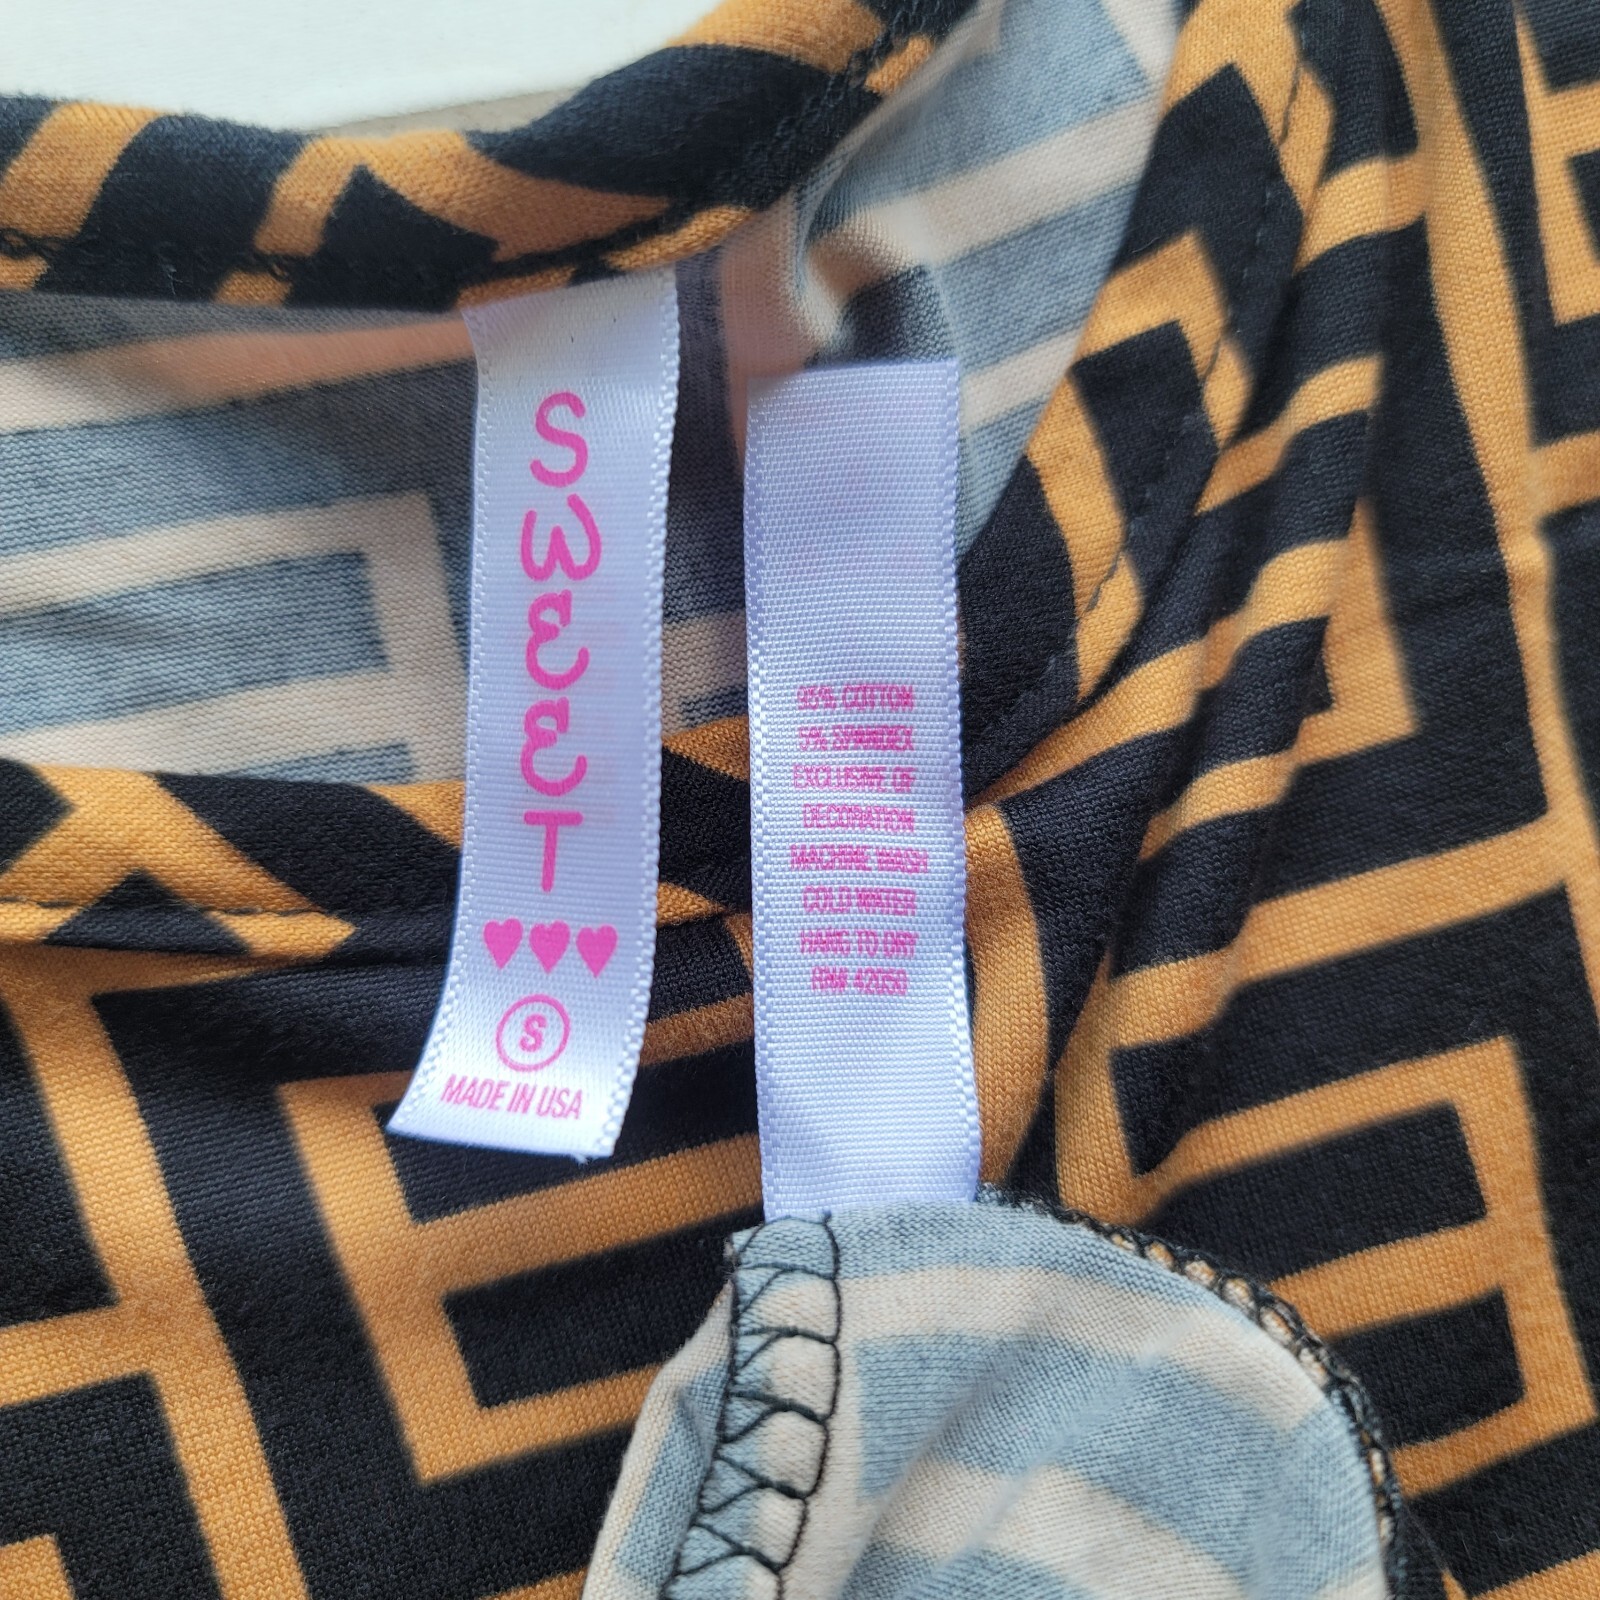 SWEET
S
MADE IN USA
95% COTTON
5% SPANDEX
EXCLUSIVE OF
DECORATION
MACHINE WASH
COLD WATER
HANG TO DRY
RN#